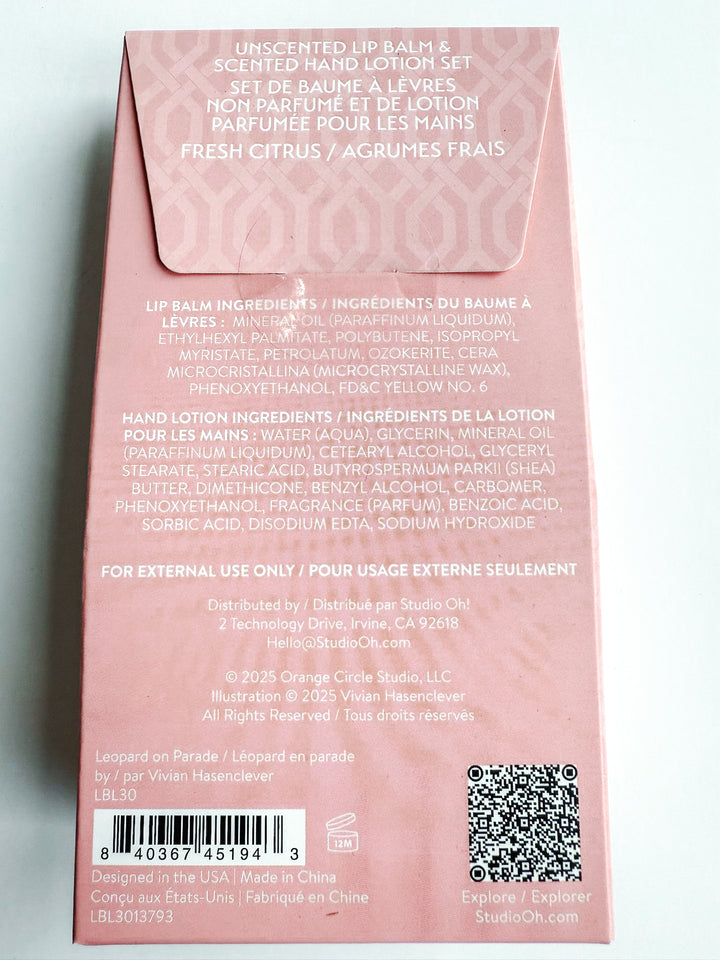 UNSCENTED LIP BALM &
SCENTED HAND LOTION SET
SET DE BAUME À LÈVRES
NON PARFUMÉ ET DE LOTION
PARFUMÉE POUR LES MAINS
FRESH CITRUS / AGRUMES FRAIS
LIP BALM INGREDIENTS / INGRÉDIENTS DU BAUME À
LÈVRES : MINERAL OIL (PARAFFINUM LIQUIDUM),
ETHYLHEXYL PALMITATE, POLYBUTENE, ISOPROPYL
MYRISTATE, PETROLATUM, OZOKERITE, CERA
MICROCRISTALLINA (MICROCRYSTALLINE WAX),
PHENOXYETHANOL, FD&C YELLOW NO. 6
HAND LOTION INGREDIENTS / INGRÉDIENTS DE LA LOTION
POUR LES MAINS : WATER (AQUA), GLYCERIN, MINERAL OIL
(PARAFFINUM LIQUIDUM), CETEARYL ALCOHOL, GLYCERYL
STEARATE, STEARIC ACID, BUTYROSPERMUM PARKII (SHEA)
BUTTER, DIMETHICONE, BENZYL ALCOHOL, CARBOMER,
PHENOXYETHANOL, FRAGRANCE (PARFUM), BENZOIC ACID,
SORBIC ACID, DISODIUM EDTA, SODIUM HYDROXIDE
FOR EXTERNAL USE ONLY / POUR USAGE EXTERNE SEULEMENT
Distributed by / Distribué par Studio Oh!
2 Technology Drive, Irvine, CA 92618
Hello@StudioOh.com
© 2025 Orange Circle Studio, LLC
Illustration © 2025 Vivian Hasenclever
All Rights Reserved / Tous droits réservés
Leopard on Parade / Léopard en parade
by / par Vivian Hasenclever
LBL30
8 40367 45194 3
12M
Designed in the USA | Made in China
Conçu aux États-Unis | Fabriqué en Chine
LBL3013793
Explore / Explorer
StudioOh.com